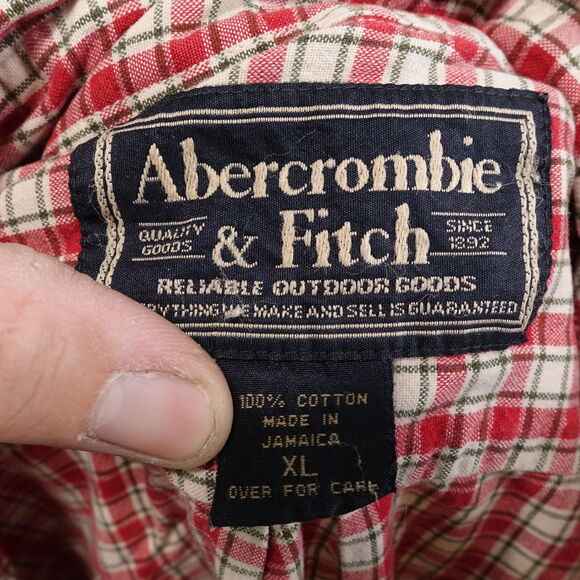 Abercrombie
QUALITY GOODS & Fitch SINCE 1892
RELIABLE OUTDOOR GOODS
EVERYTHING WE MAKE AND SELL IS GUARANTEED
100% COTTON
MADE IN
JAMAICA
XL
OVER FOR CARE